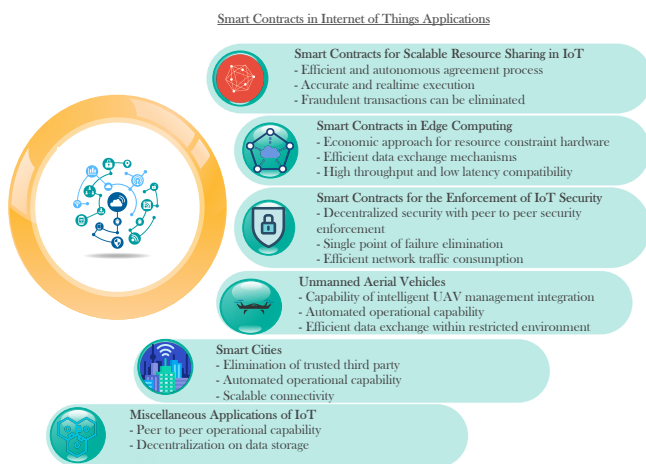 Smart Contracts in Internet of Things Applications
Smart Contracts for Scalable Resource Sharing in IoT
- Efficient and autonomous agreement process
- Accurate and realtime execution
- Fraudulent transactions can be eliminated
Smart Contracts in Edge Computing
- Economic approach for resource constraint hardware
- Efficient data exchange mechanisms
- High throughput and low latency compatibility
Smart Contracts for the Enforcement of IoT Security
- Decentralized security with peer to peer security
enforcement
- Single point of failure elimination
- Efficient network traffic consumption
Unmanned Aerial Vehicles
- Capability of intelligent UAV management integration
- Automated operational capability
- Efficient data exchange within restricted environment
Smart Cities
- Elimination of trusted third party
- Automated operational capability
- Scalable connectivity
Miscellaneous Applications of IoT
- Peer to peer operational capability
- Decentralization on data storage